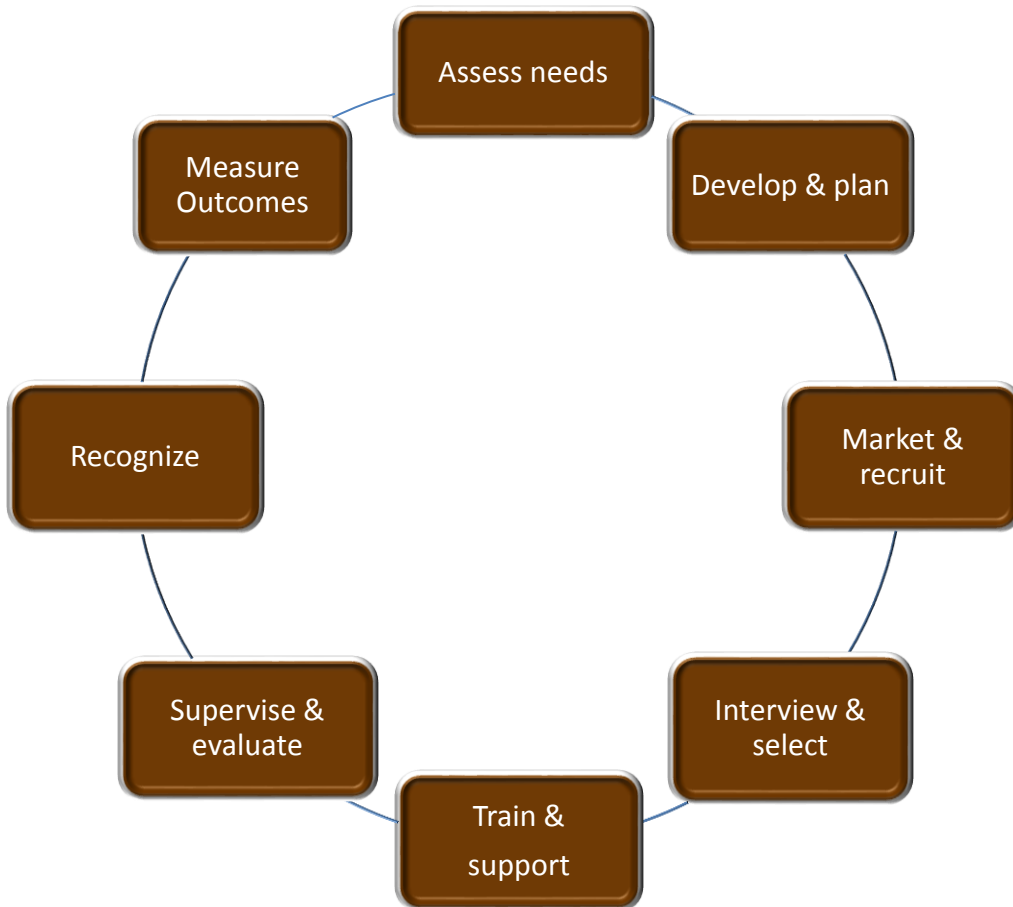 Assess needs
Develop & plan
Market &
recruit
Interview &
select
Train &
support
Supervise &
evaluate
Recognize
Measure
Outcomes